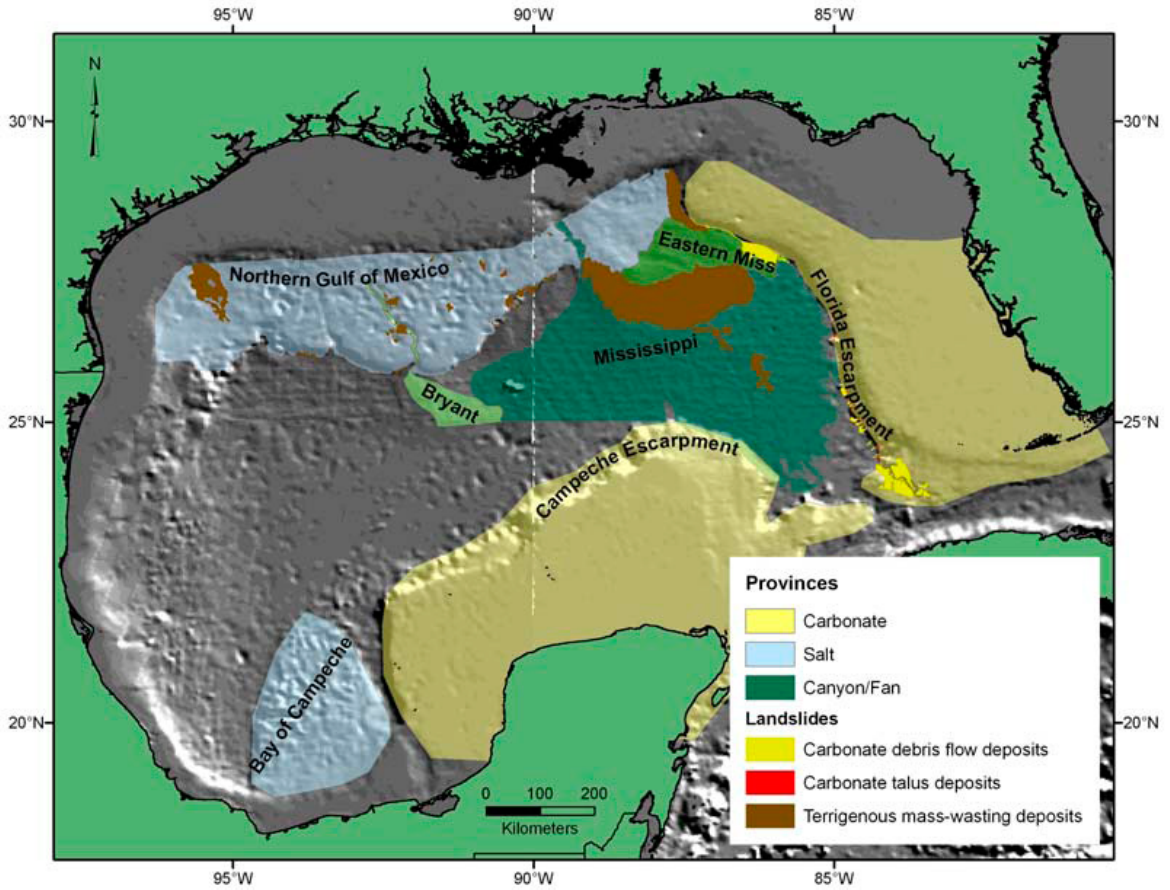 95°W 90°W 85°W
N
30°N 30°N
Eastern Miss
Northern Gulf of Mexico
Florida Escarpment
Mississippi
Bryant
25°N 25°N
Campeche Escarpment
Bay of Campeche
20°N 20°N
0 100 200
Kilometers
Provinces
Carbonate
Salt
Canyon/Fan
Landslides
Carbonate debris flow deposits
Carbonate talus deposits
Terrigenous mass-wasting deposits
95°W 90°W 85°W